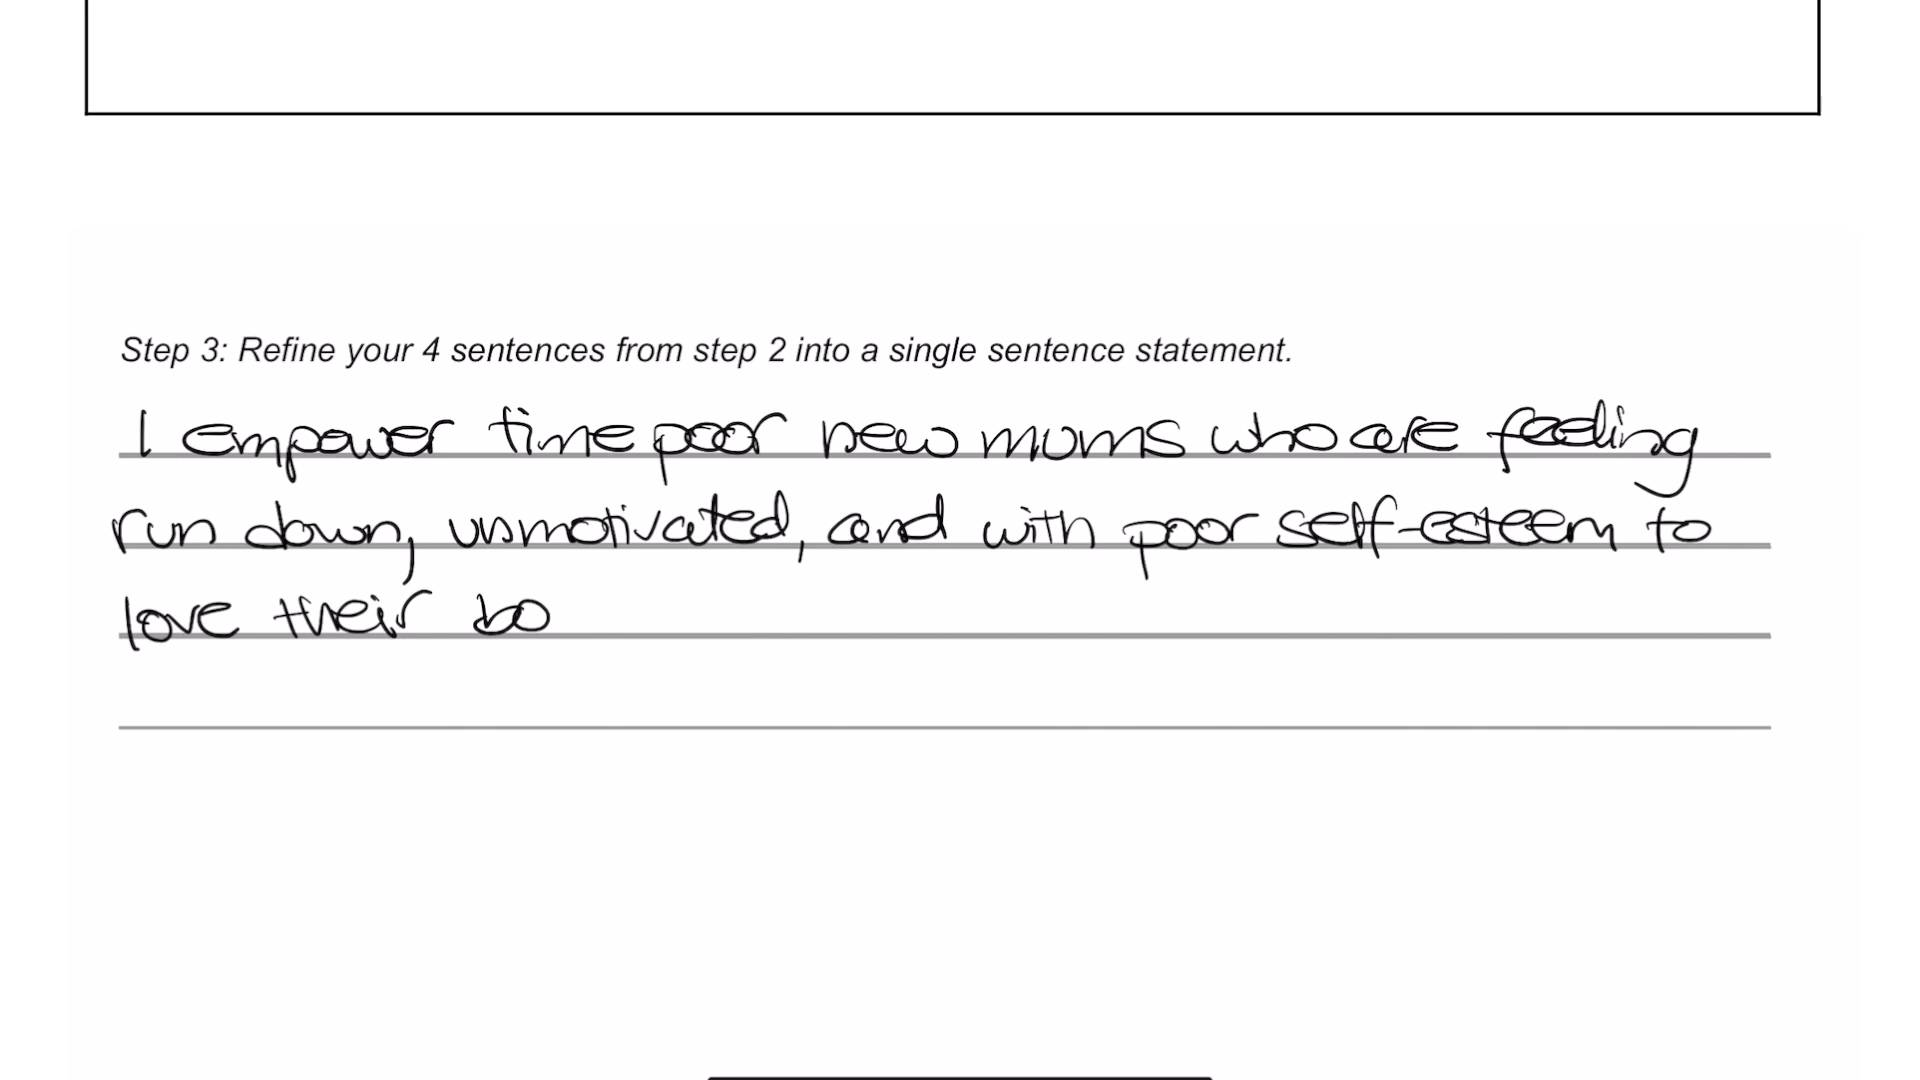 Step 3: Refine your 4 sentences from step 2 into a single sentence statement.
I empower time poor new mums who are feeling
run down, unmotivated, and with poor self-esteem to
love their bo